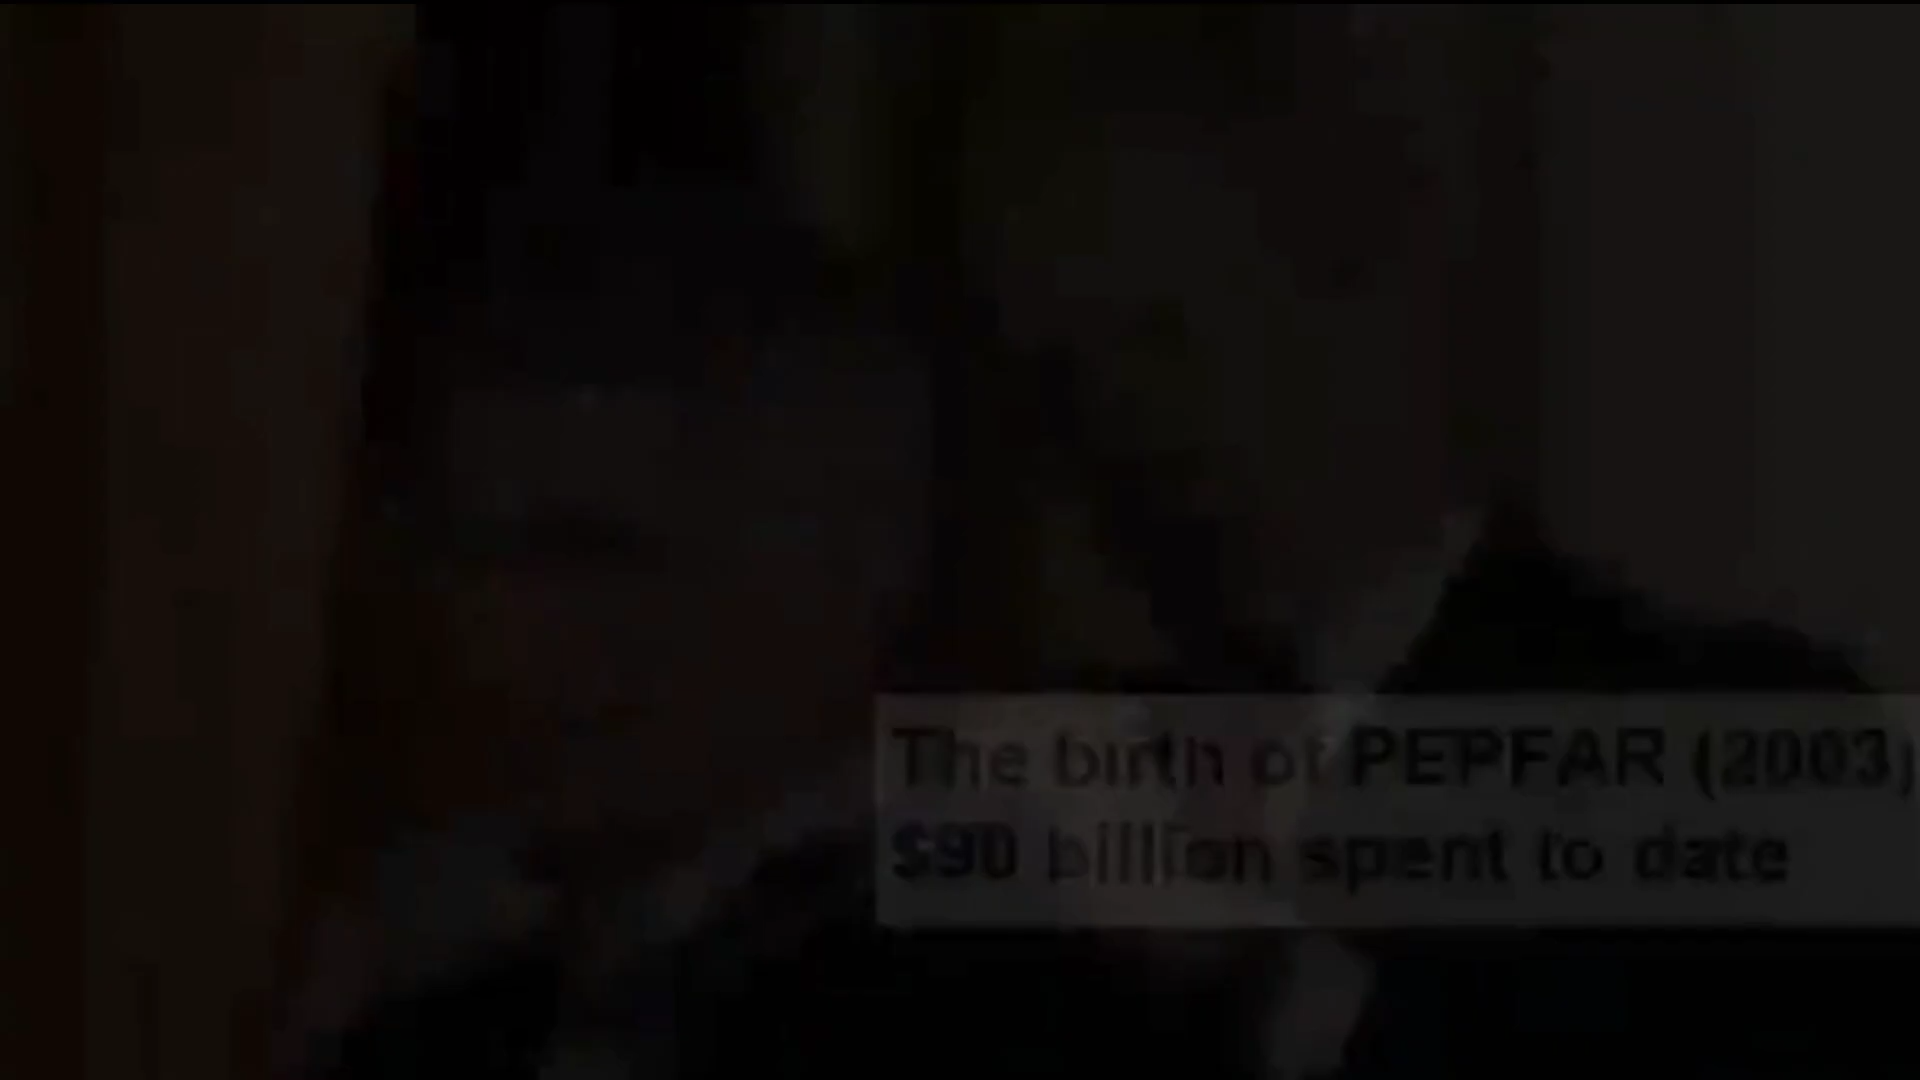 The birth of PEPFAR (2003)
$90 billion spent to date